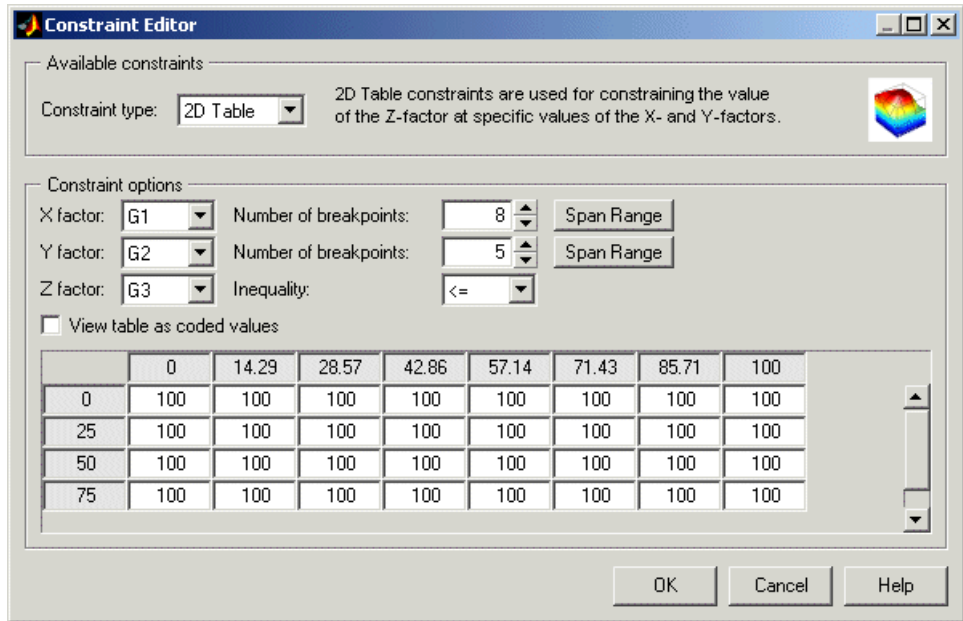 Constraint Editor
Available constraints
Constraint type: 2D Table
2D Table constraints are used for constraining the value
of the Z-factor at specific values of the X- and Y-factors.
Constraint options
X factor: G1 Number of breakpoints: 8 Span Range
Y factor: G2 Number of breakpoints: 5 Span Range
Z factor: G3 Inequality: <=
View table as coded values
0 14.29 28.57 42.86 57.14 71.43 85.71 100
0 100 100 100 100 100 100 100 100
25 100 100 100 100 100 100 100 100
50 100 100 100 100 100 100 100 100
75 100 100 100 100 100 100 100 100
OK Cancel Help